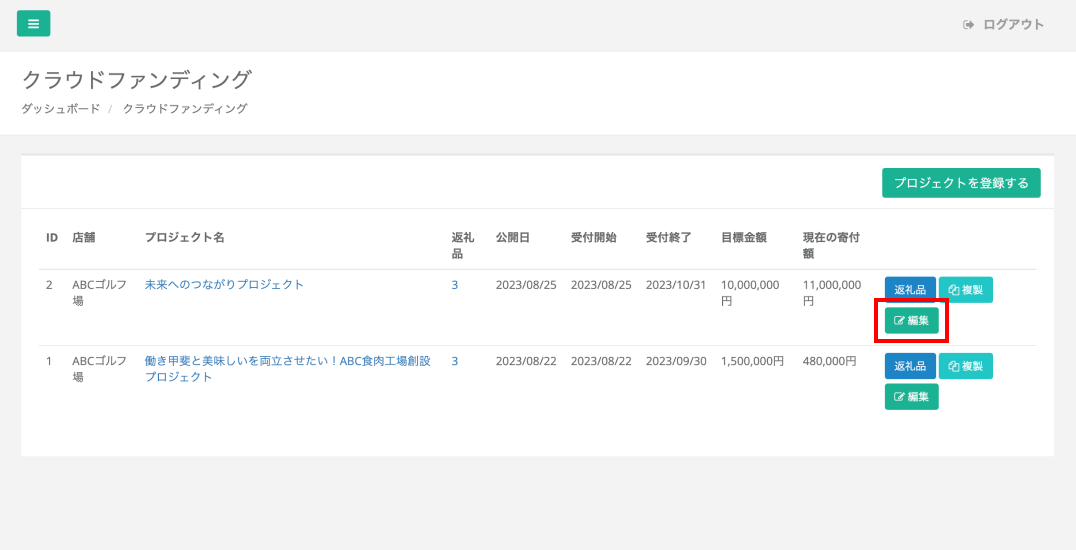 ログアウト
クラウドファンディング
ダッシュボード / クラウドファンディング
プロジェクトを登録する
ID 店舗 プロジェクト名 返礼品 公開日 受付開始 受付終了 目標金額 現在の寄付額
2 ABCゴルフ場 未来へのつながりプロジェクト 3 2023/08/25 2023/08/25 2023/10/31 10,000,000円 11,000,000円 返礼品 複製
編集
1 ABCゴルフ場 働き甲斐と美味しいを両立させたい！ABC食肉工場創設プロジェクト 3 2023/08/22 2023/08/22 2023/09/30 1,500,000円 480,000円 返礼品 複製
編集